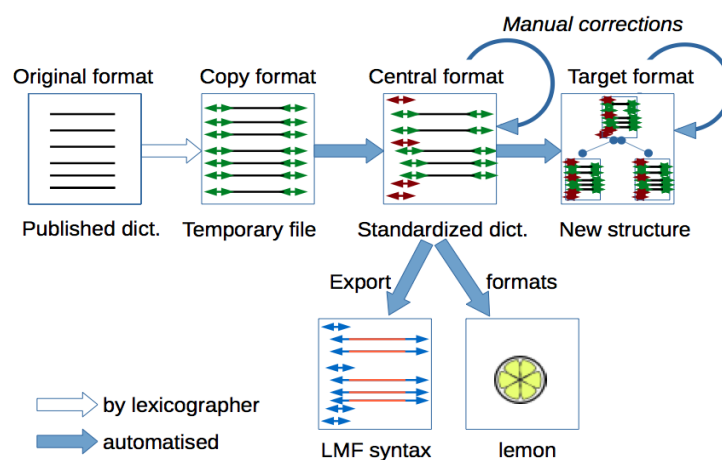 Manual corrections
Original format
Copy format
Central format
Target format
Published dict.
Temporary file
Standardized dict.
New structure
Export
formats
by lexicographer
automatised
LMF syntax
lemon